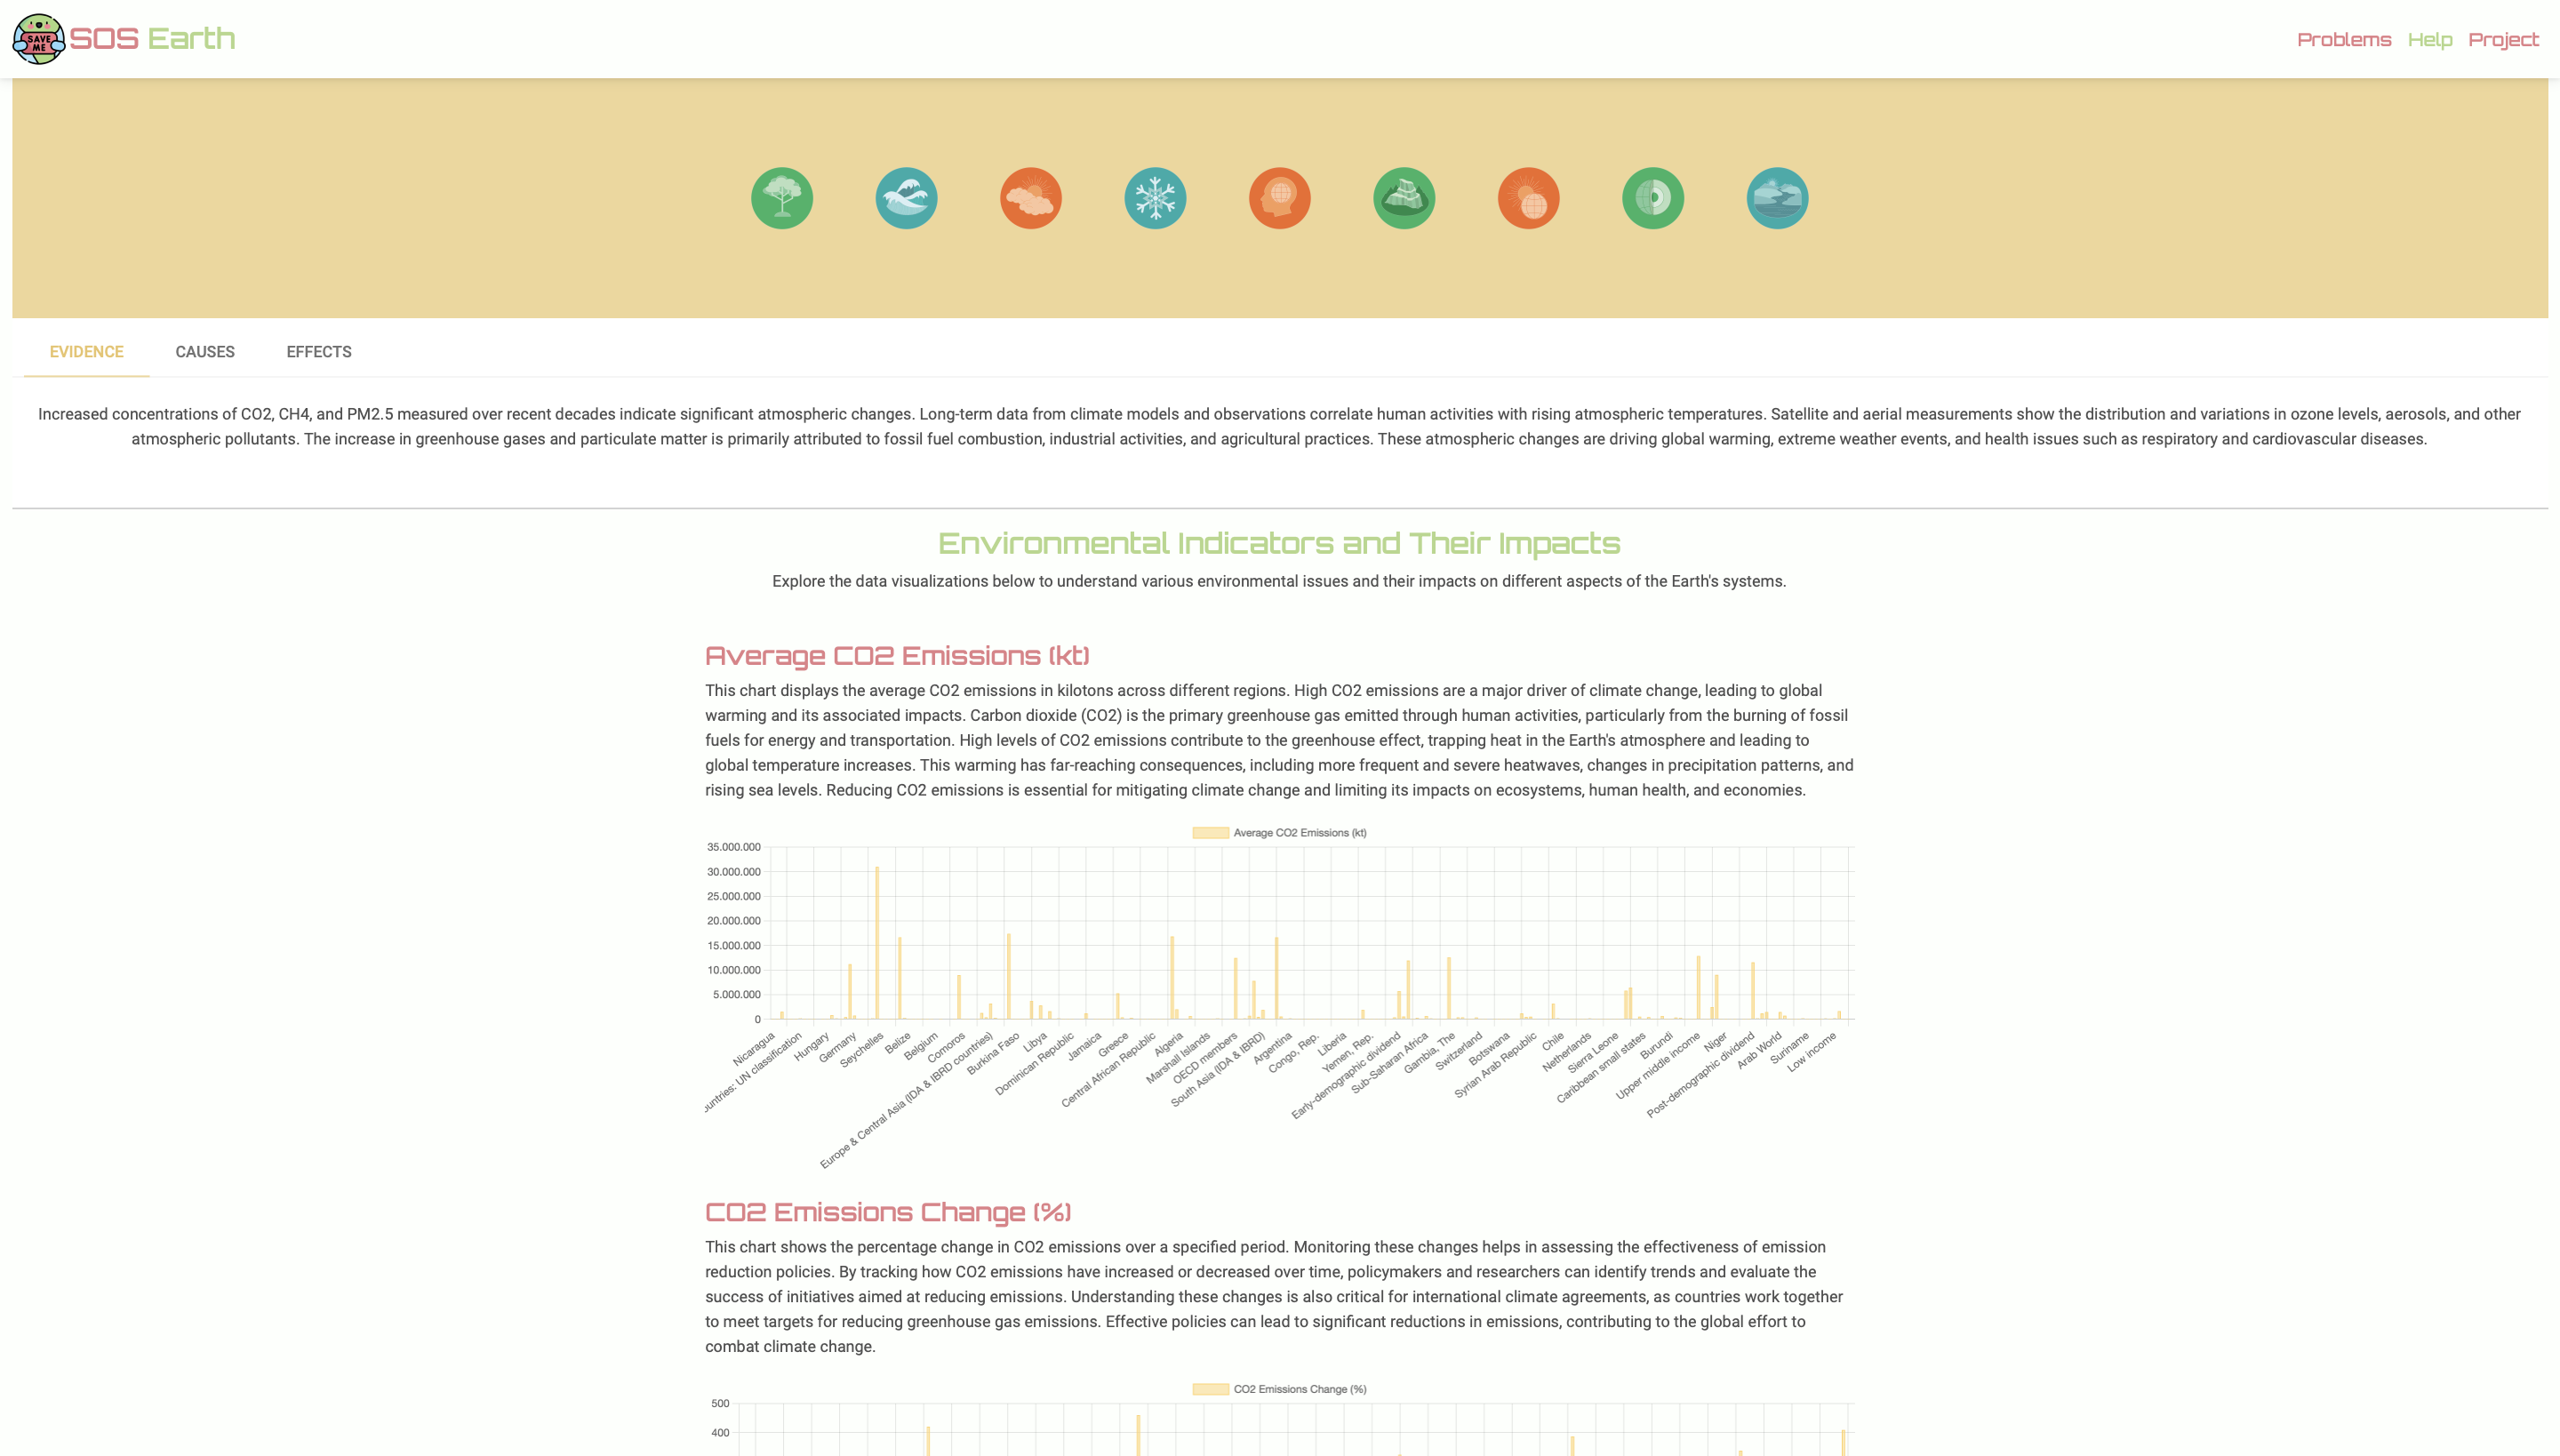 SAVE ME
SOS Earth
Problems Help Project
EVIDENCE CAUSES EFFECTS
Increased concentrations of CO2, CH4, and PM2.5 measured over recent decades indicate significant atmospheric changes. Long-term data from climate models and observations correlate human activities with rising atmospheric temperatures. Satellite and aerial measurements show the distribution and variations in ozone levels, aerosols, and other
atmospheric pollutants. The increase in greenhouse gases and particulate matter is primarily attributed to fossil fuel combustion, industrial activities, and agricultural practices. These atmospheric changes are driving global warming, extreme weather events, and health issues such as respiratory and cardiovascular diseases.
Environmental Indicators and Their Impacts
Explore the data visualizations below to understand various environmental issues and their impacts on different aspects of the Earth's systems.
Average CO2 Emissions (kt)
This chart displays the average CO2 emissions in kilotons across different regions. High CO2 emissions are a major driver of climate change, leading to global
warming and its associated impacts. Carbon dioxide (CO2) is the primary greenhouse gas emitted through human activities, particularly from the burning of fossil
fuels for energy and transportation. High levels of CO2 emissions contribute to the greenhouse effect, trapping heat in the Earth's atmosphere and leading to
global temperature increases. This warming has far-reaching consequences, including more frequent and severe heatwaves, changes in precipitation patterns, and
rising sea levels. Reducing CO2 emissions is essential for mitigating climate change and limiting its impacts on ecosystems, human health, and economies.
Average CO2 Emissions (kt)
35.000.000
30.000.000
25.000.000
20.000.000
15.000.000
10.000.000
5.000.000
0
Nicaragua
untries: UN classification
Hungary
Germany
Seychelles
Belize
Belgium
Comoros
Europe & Central Asia (IDA & IBRD countries)
Burkina Faso
Libya
Dominican Republic
Jamaica
Greece
Central African Republic
Algeria
Marshall Islands
OECD members
South Asia (IDA & IBRD)
Argentina
Congo, Rep.
Liberia
Yemen, Rep.
Early-demographic dividend
Sub-Saharan Africa
Gambia, The
Switzerland
Botswana
Syrian Arab Republic
Chile
Netherlands
Sierra Leone
Caribbean small states
Burundi
Upper middle income
Niger
Post-demographic dividend
Arab World
Suriname
Low income
CO2 Emissions Change (%)
This chart shows the percentage change in CO2 emissions over a specified period. Monitoring these changes helps in assessing the effectiveness of emission
reduction policies. By tracking how CO2 emissions have increased or decreased over time, policymakers and researchers can identify trends and evaluate the
success of initiatives aimed at reducing emissions. Understanding these changes is also critical for international climate agreements, as countries work together
to meet targets for reducing greenhouse gas emissions. Effective policies can lead to significant reductions in emissions, contributing to the global effort to
combat climate change.
CO2 Emissions Change (%)
500
400